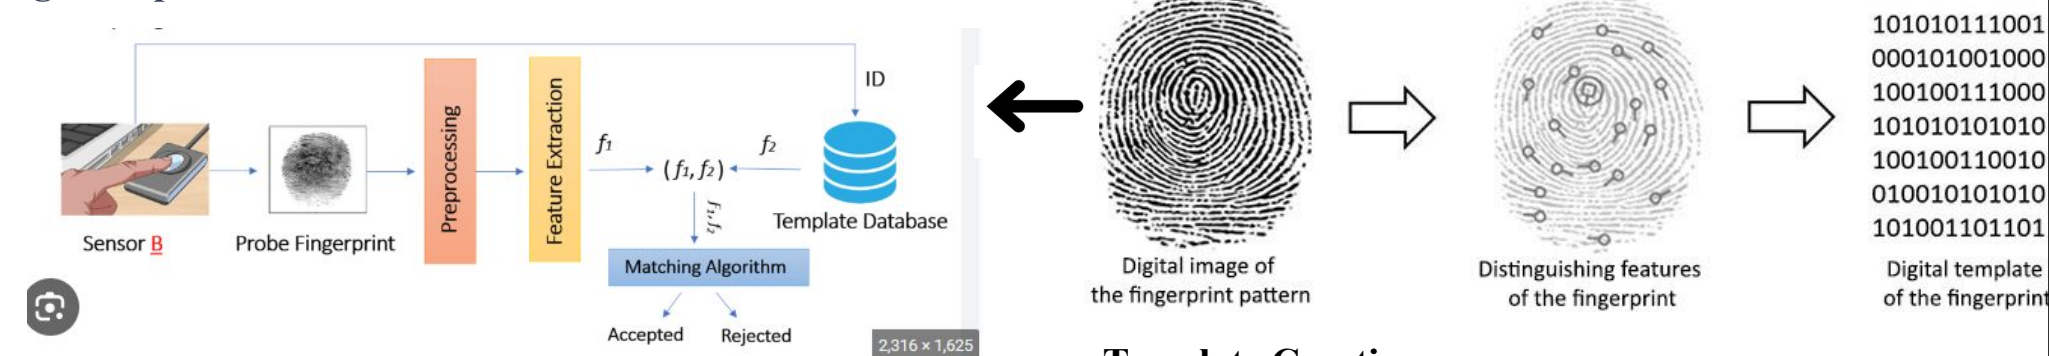 ID
Preprocessing
Feature Extraction
f1
f2
(f1, f2)
f1, f2
Sensor B
Probe Fingerprint
Template Database
Matching Algorithm
Accepted
Rejected
2,316 × 1,625
Digital image of
the fingerprint pattern
Distinguishing features
of the fingerprint
101010111001
000101001000
100100111000
101010101010
100100110010
010010101010
101001101101
Digital template
of the fingerprint